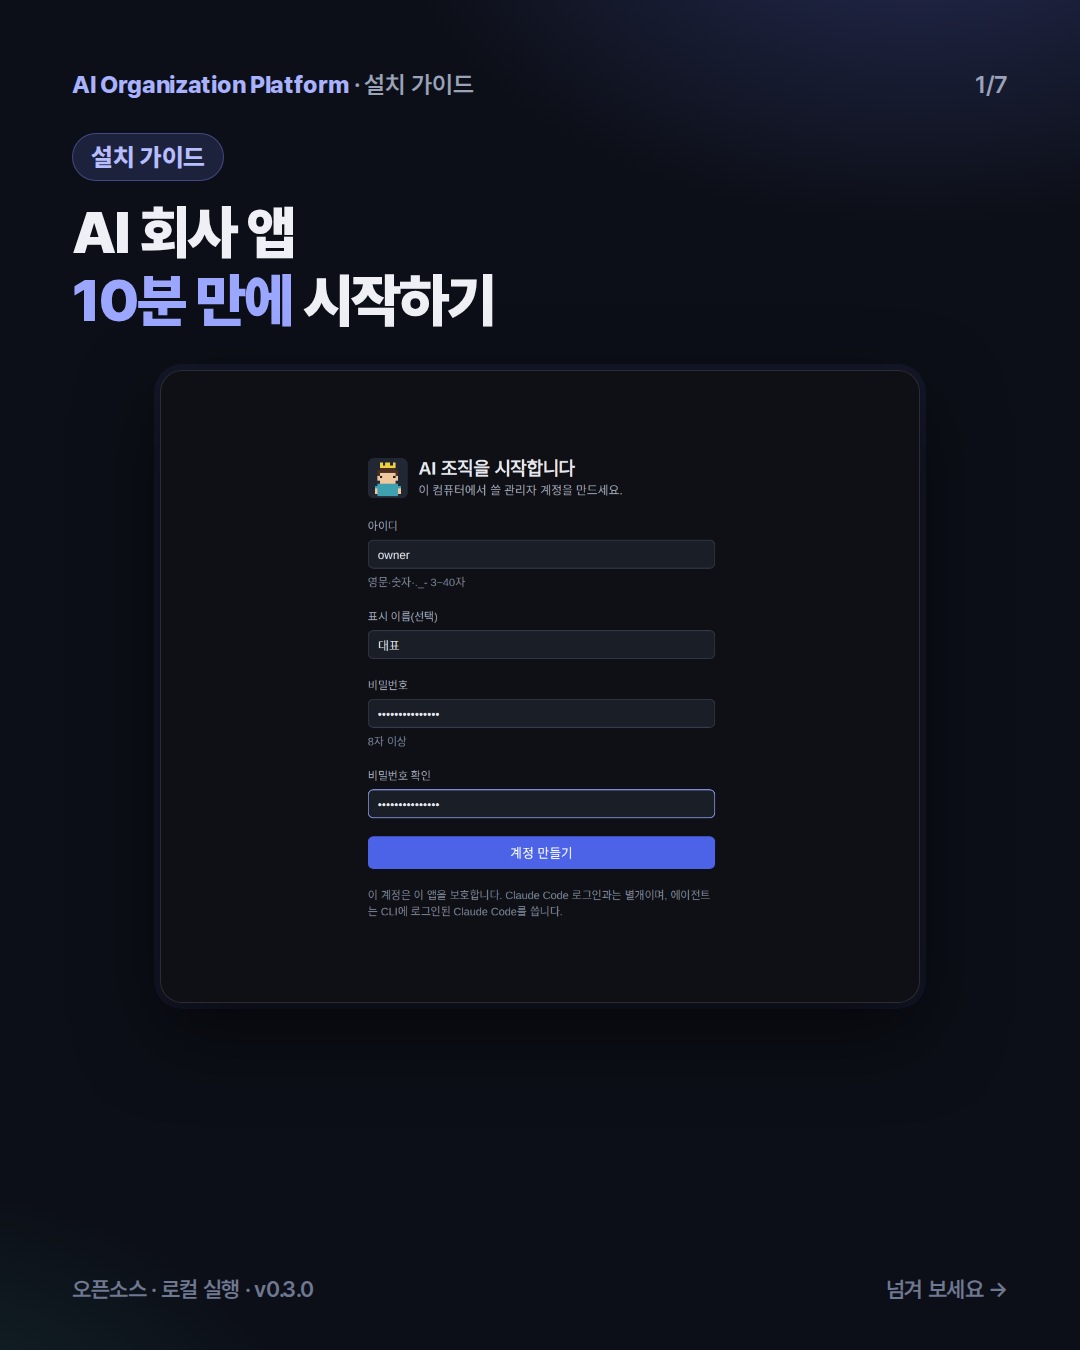 AI Organization Platform · 설치 가이드
1/7
설치 가이드
AI 회사 앱
10분 만에 시작하기
AI 조직을 시작합니다
이 컴퓨터에서 쓸 관리자 계정을 만드세요.
아이디
owner
영문·숫자·._- 3~40자
표시 이름(선택)
대표
비밀번호
•••••••••••••••
8자 이상
비밀번호 확인
•••••••••••••••
계정 만들기
이 계정은 이 앱을 보호합니다. Claude Code 로그인과는 별개이며, 에이전트
는 CLI에 로그인된 Claude Code를 씁니다.
오픈소스 · 로컬 실행 · v0.3.0
넘겨 보세요 →